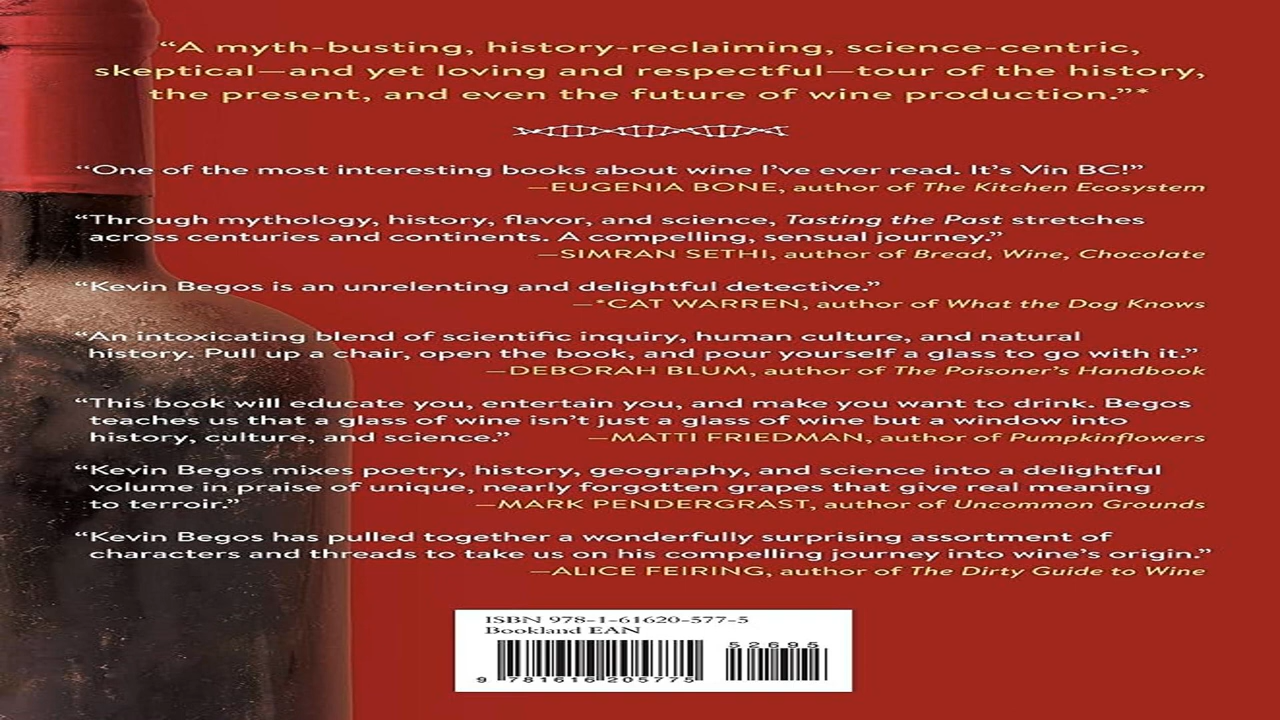 “A myth-busting, history-reclaiming, science-centric,
skeptical—and yet loving and respectful—tour of the history,
the present, and even the future of wine production.”*
“One of the most interesting books about wine I’ve ever read. It’s Vin BC!”
—EUGENIA BONE, author of The Kitchen Ecosystem
“Through mythology, history, flavor, and science, Tasting the Past stretches
across centuries and continents. A compelling, sensual journey.”
—SIMRAN SETHI, author of Bread, Wine, Chocolate
“Kevin Begos is an unrelenting and delightful detective.”
—*CAT WARREN, author of What the Dog Knows
“An intoxicating blend of scientific inquiry, human culture, and natural
history. Pull up a chair, open the book, and pour yourself a glass to go with it.”
—DEBORAH BLUM, author of The Poisoner’s Handbook
“This book will educate you, entertain you, and make you want to drink. Begos
teaches us that a glass of wine isn’t just a glass of wine but a window into
history, culture, and science.” —MATTI FRIEDMAN, author of Pumpkinflowers
“Kevin Begos mixes poetry, history, geography, and science into a delightful
volume in praise of unique, nearly forgotten grapes that give real meaning
to terroir.” —MARK PENDERGRAST, author of Uncommon Grounds
“Kevin Begos has pulled together a wonderfully surprising assortment of
characters and threads to take us on his compelling journey into wine’s origin.”
—ALICE FEIRING, author of The Dirty Guide to Wine
ISBN 978-1-61620-577-5
Bookland EAN
52695
9 781616 205775